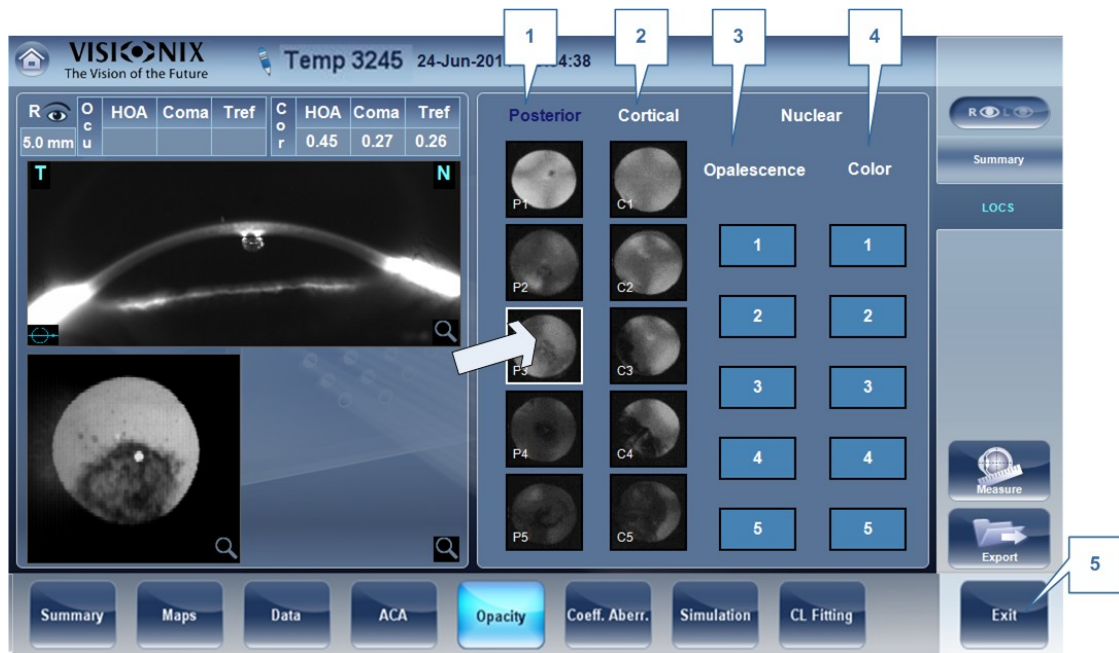 1 2 3 4
VISIONIX
The Vision of the Future
Temp 3245 24-Jun-201 4:38
R O c u HOA Coma Tref C o r HOA Coma Tref
5.0 mm 0.45 0.27 0.26
T N
Posterior Cortical Nuclear
Opalescence Color
P1 C1
1 1
P2 C2
2 2
P3 C3
3 3
P4 C4
4 4
P5 C5
5 5
R L
Summary
LOCS
Measure
Export
5
Summary Maps Data ACA Opacity Coeff. Aberr. Simulation CL Fitting Exit